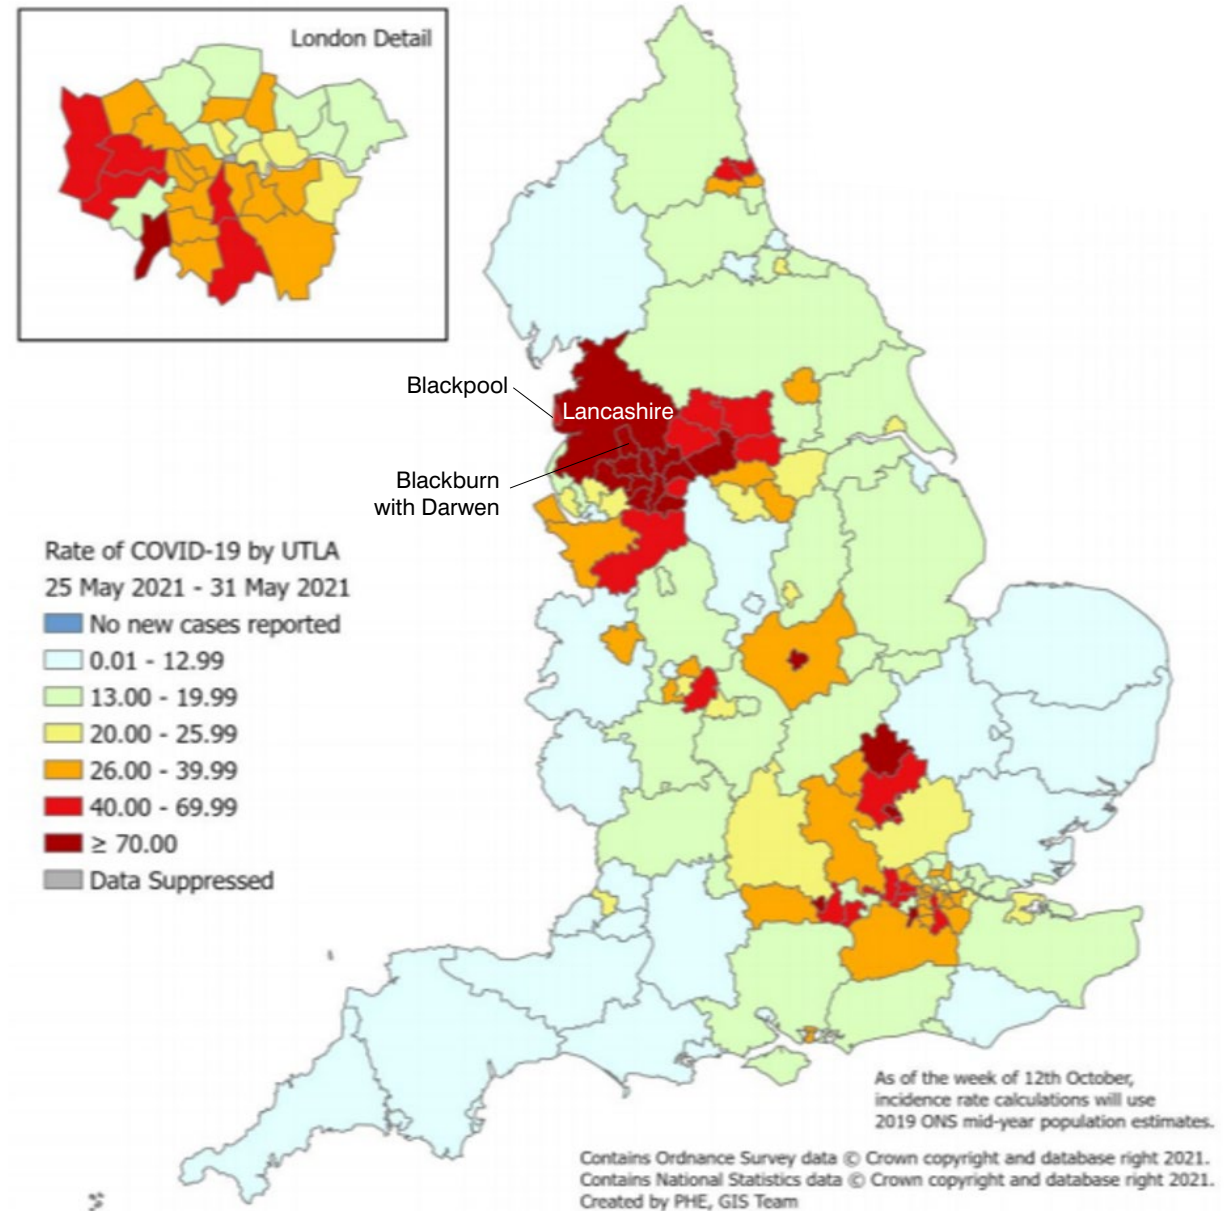 London Detail
Blackpool
Lancashire
Blackburn
with Darwen
Rate of COVID-19 by UTLA
25 May 2021 - 31 May 2021
No new cases reported
0.01 - 12.99
13.00 - 19.99
20.00 - 25.99
26.00 - 39.99
40.00 - 69.99
≥ 70.00
Data Suppressed
As of the week of 12th October,
incidence rate calculations will use
2019 ONS mid-year population estimates.
Contains Ordnance Survey data © Crown copyright and database right 2021.
Contains National Statistics data © Crown copyright and database right 2021.
Created by PHE, GIS Team